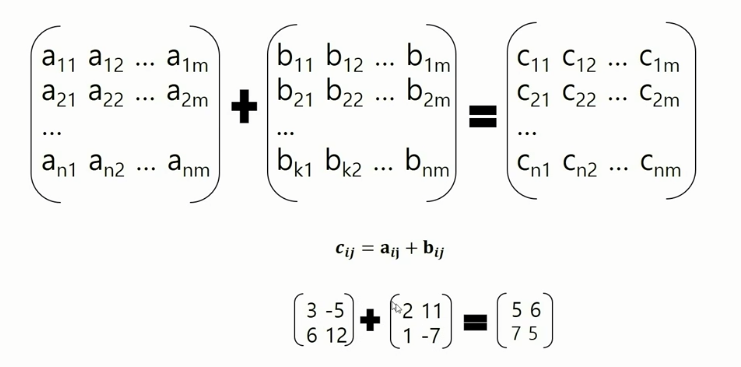 a11 a12 ... a1m + b11 b12 ... b1m = c11 c12 ... c1m
a21 a22 ... a2m b21 b22 ... b2m c21 c22 ... c2m
... ... ...
an1 an2 ... anm bk1 bk2 ... bnm cn1 cn2 ... cnm
cij = aij + bij
3 -5 + 2 11 = 5 6
6 12 1 -7 7 5